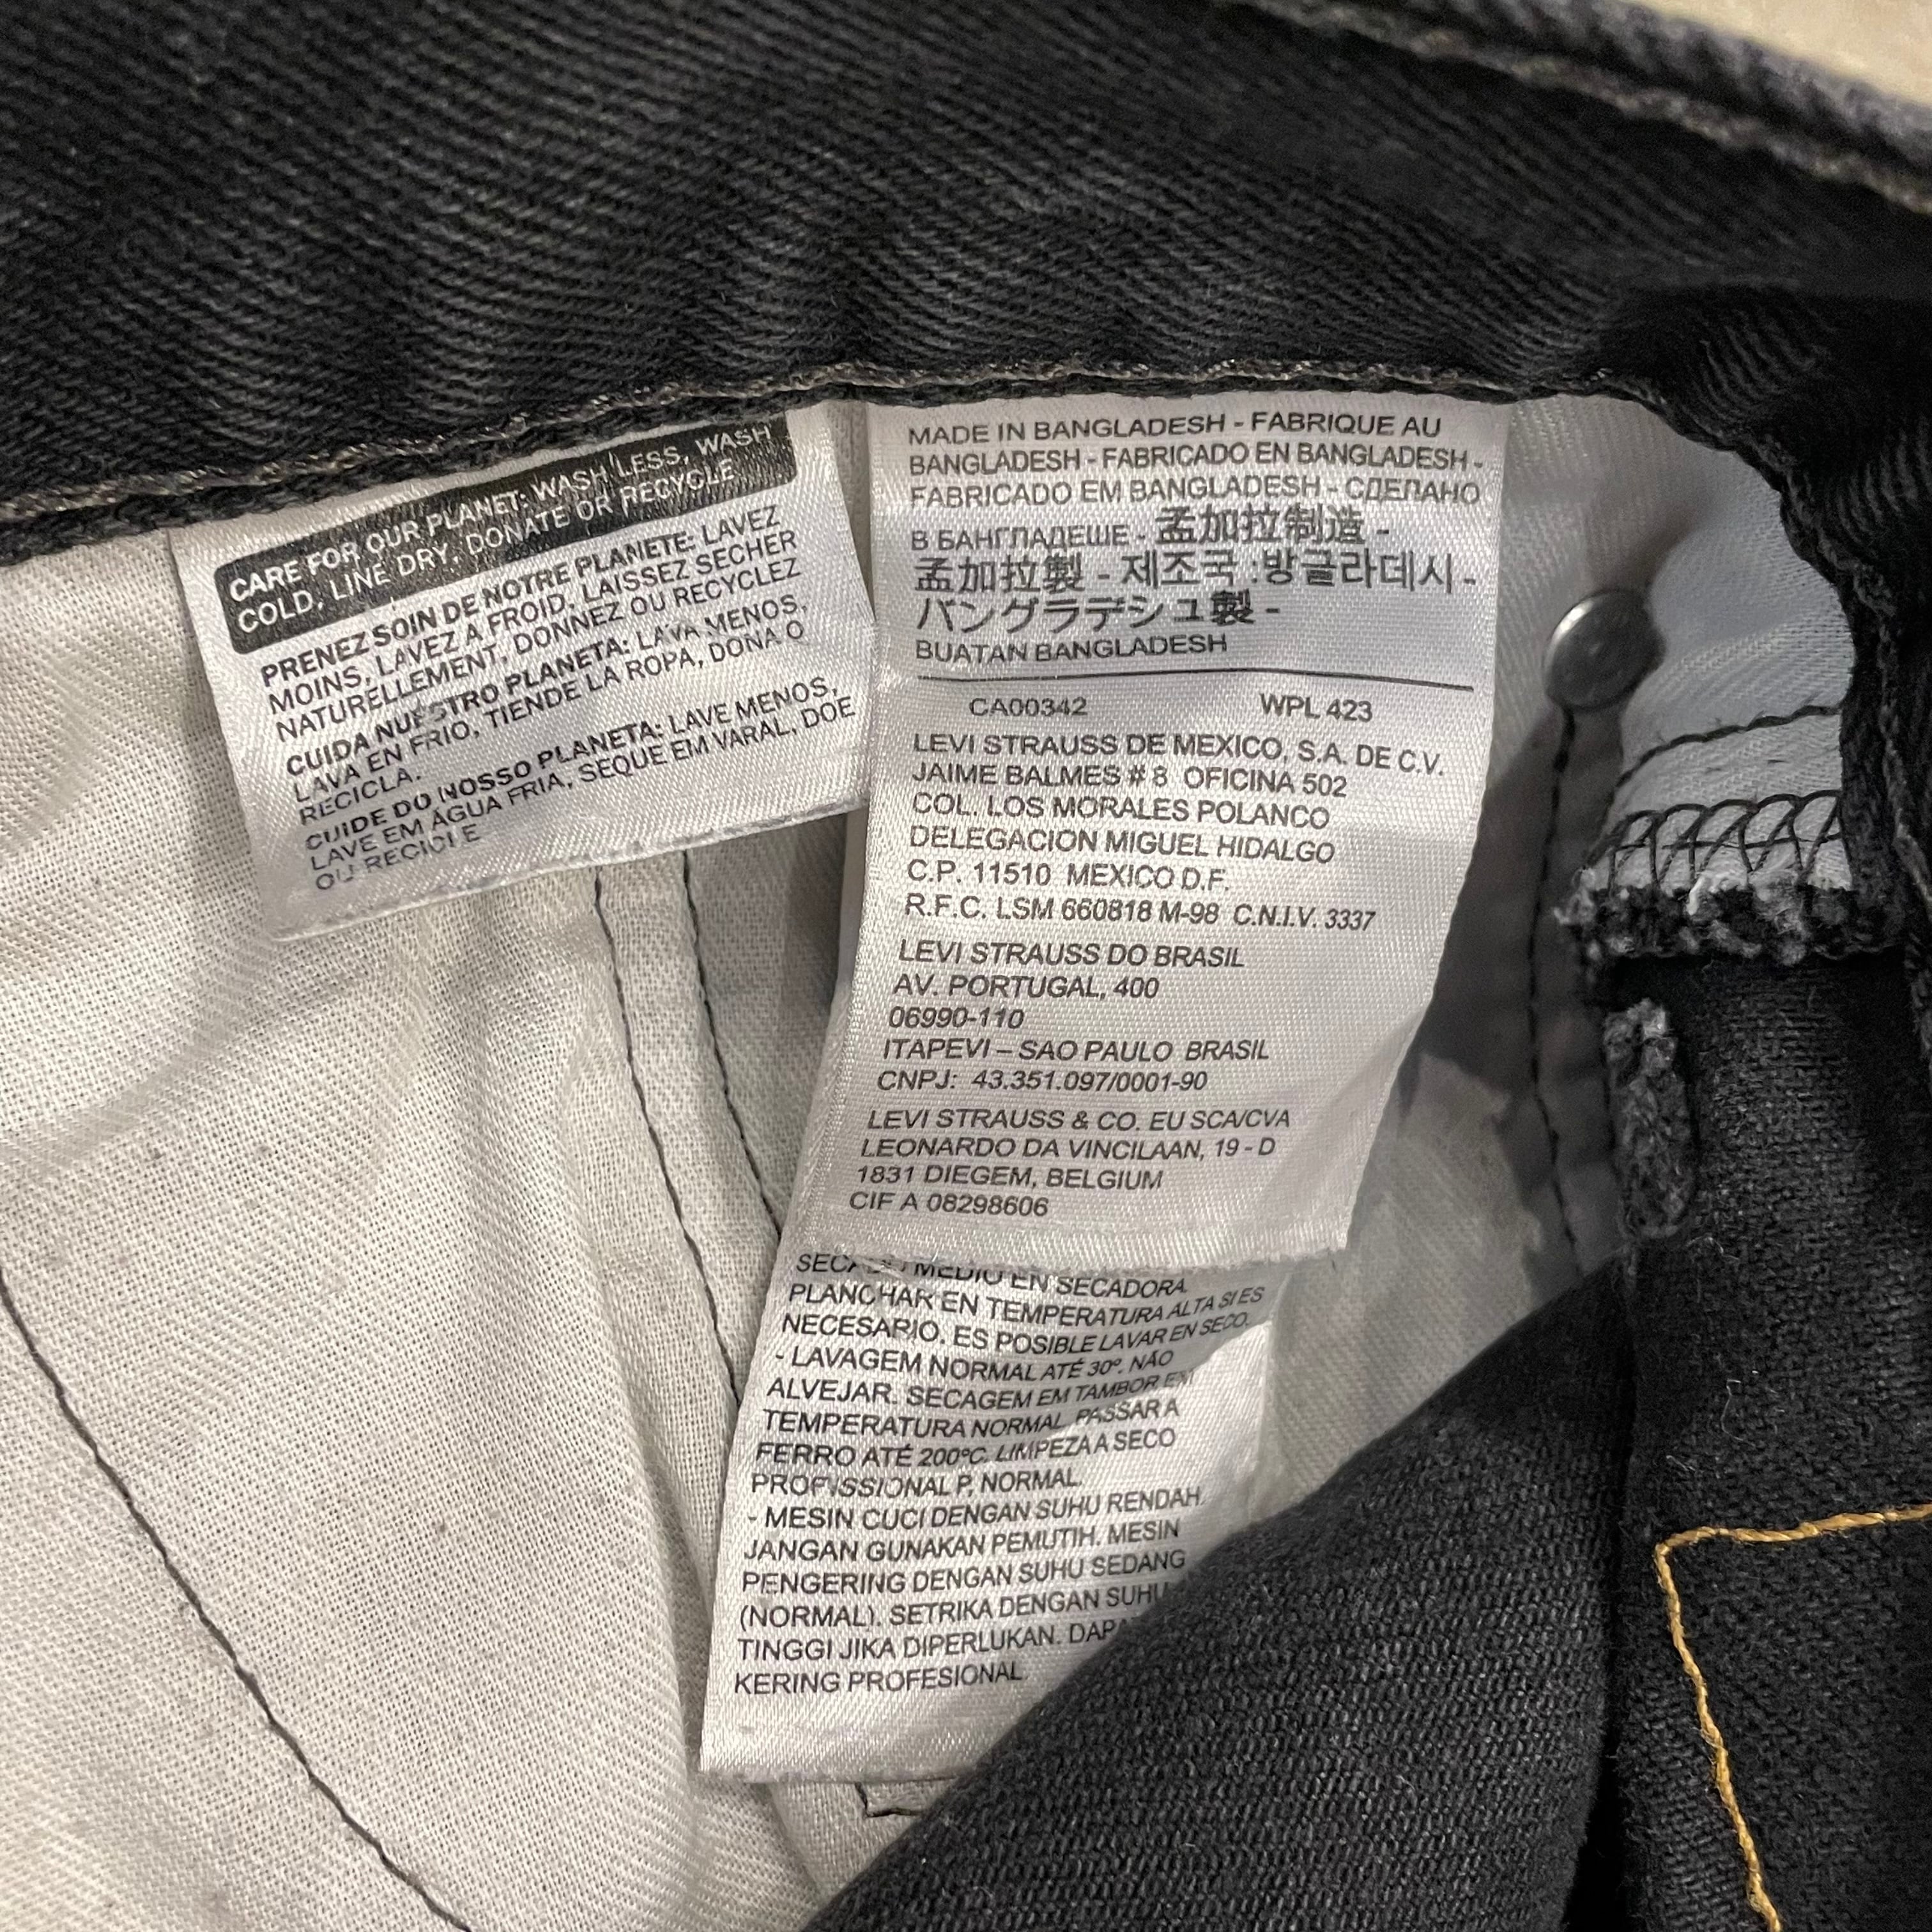 CARE FOR OUR PLANET: WASH LESS, WASH
COLD, LINE DRY, DONATE OR RECYCLE
PRENEZ SOIN DE NOTRE PLANETE: LAVEZ
MOINS, LAVEZ A FROID, LAISSEZ SECHER
NATURELLEMENT, DONNEZ OU RECYCLEZ
CUIDA NUESTRO PLANETA: LAVA MENOS,
LAVA EN FRIO, TIENDE LA ROPA, DONA O
RECICLA.
CUIDE DO NOSSO PLANETA: LAVE MENOS,
LAVE EM ÁGUA FRIA, SEQUE EM VARAL, DOE
OU RECICLE
MADE IN BANGLADESH - FABRIQUE AU
BANGLADESH - FABRICADO EN BANGLADESH -
FABRICADO EM BANGLADESH - СДЕЛАНО
В БАНГЛАДЕШЕ - 孟加拉制造 -
孟加拉製 - 제조국 :방글라데시 -
バングラデシュ製 -
BUATAN BANGLADESH
CA00342 WPL 423
LEVI STRAUSS DE MEXICO, S.A. DE C.V.
JAIME BALMES # 8 OFICINA 502
COL. LOS MORALES POLANCO
DELEGACION MIGUEL HIDALGO
C.P. 11510 MEXICO D.F.
R.F.C. LSM 660818 M-98 C.N.I.V. 3337
LEVI STRAUSS DO BRASIL
AV. PORTUGAL, 400
06990-110
ITAPEVI – SAO PAULO BRASIL
CNPJ: 43.351.097/0001-90
LEVI STRAUSS & CO. EU SCA/CVA
LEONARDO DA VINCILAAN, 19 - D
1831 DIEGEM, BELGIUM
CIF A 08298606
MEDIO EN SECADORA
PLANCHAR EN TEMPERATURA ALTA SI ES
NECESARIO. ES POSIBLE LAVAR EN SECO.
- LAVAGEM NORMAL ATÉ 30º. NÃO
ALVEJAR. SECAGEM EM TAMBOR EM
TEMPERATURA NORMAL. PASSAR A
FERRO ATÉ 200ºC. LIMPEZA A SECO
PROFISSIONAL P, NORMAL.
- MESIN CUCI DENGAN SUHU RENDAH.
JANGAN GUNAKAN PEMUTIH. MESIN
PENGERING DENGAN SUHU SEDANG
(NORMAL). SETRIKA DENGAN SUHU
TINGGI JIKA DIPERLUKAN.
KERING PROFESIONAL